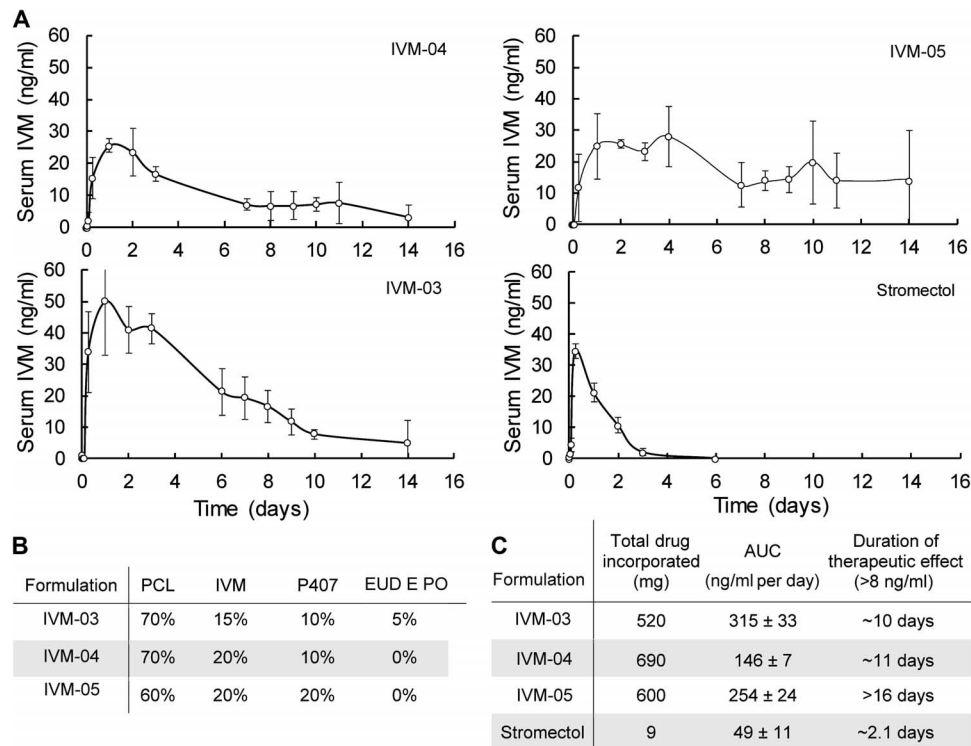 A
IVM-04
Serum IVM (ng/ml)
60
50
40
30
20
10
0
0 2 4 6 8 10 12 14 16
IVM-05
Serum IVM (ng/ml)
60
50
40
30
20
10
0
0 2 4 6 8 10 12 14 16
IVM-03
Serum IVM (ng/ml)
60
50
40
30
20
10
0
0 2 4 6 8 10 12 14 16
Time (days)
Stromectol
Serum IVM (ng/ml)
60
50
40
30
20
10
0
0 2 4 6 8 10 12 14 16
Time (days)
B
Formulation PCL IVM P407 EUD E PO
IVM-03 70% 15% 10% 5%
IVM-04 70% 20% 10% 0%
IVM-05 60% 20% 20% 0%
C
Formulation
Total drug
incorporated
(mg)
AUC
(ng/ml per day)
Duration of
therapeutic effect
(>8 ng/ml)
IVM-03 520 315 ± 33 ~10 days
IVM-04 690 146 ± 7 ~11 days
IVM-05 600 254 ± 24 >16 days
Stromectol 9 49 ± 11 ~2.1 days